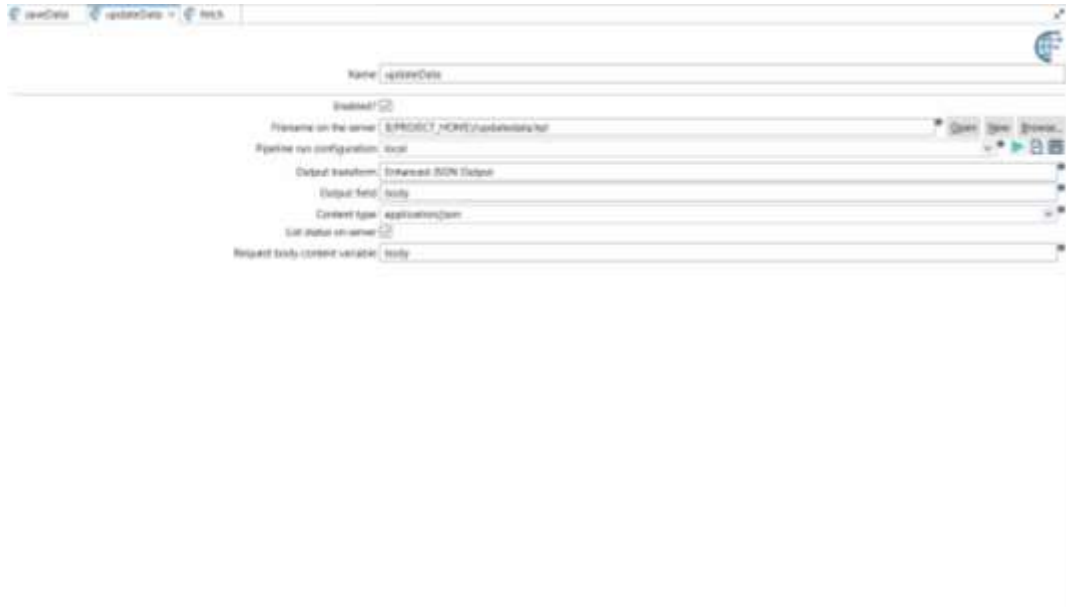 saveData updateData fetch
Name updateData
Enabled?
Filename on the server ${PROJECT_HOME}/updatedata.hpl Open New Browse...
Pipeline run configuration local
Output transform Enhanced JSON Output
Output field body
Content type application/json
List status on server
Request body content variable body